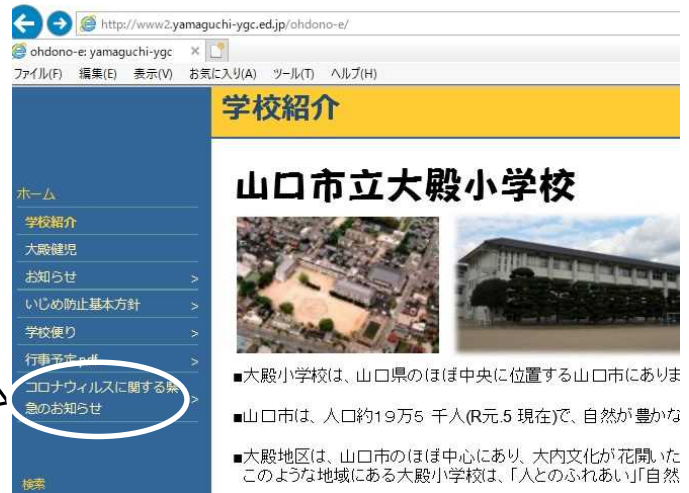 http://www2.yamaguchi-ygc.ed.jp/ohdono-e/
ohdono-e: yamaguchi-ygc ×
ファイル(F) 編集(E) 表示(V) お気に入り(A) ツール(T) ヘルプ(H)
学校紹介
山口市立大殿小学校
ホーム
学校紹介
大殿健児
お知らせ >
いじめ防止基本方針 >
学校便り >
行事予定.pdf >
コロナウィルスに関する緊
急のお知らせ >
検索
■大殿小学校は、山口県のほぼ中央に位置する山口市にありま
■山口市は、人口約19万5 千人(R元.5 現在)で、自然が豊かな
■大殿地区は、山口市のほぼ中心にあり、大内文化が花開いた
このような地域にある大殿小学校は、「人とのふれあい」「自然